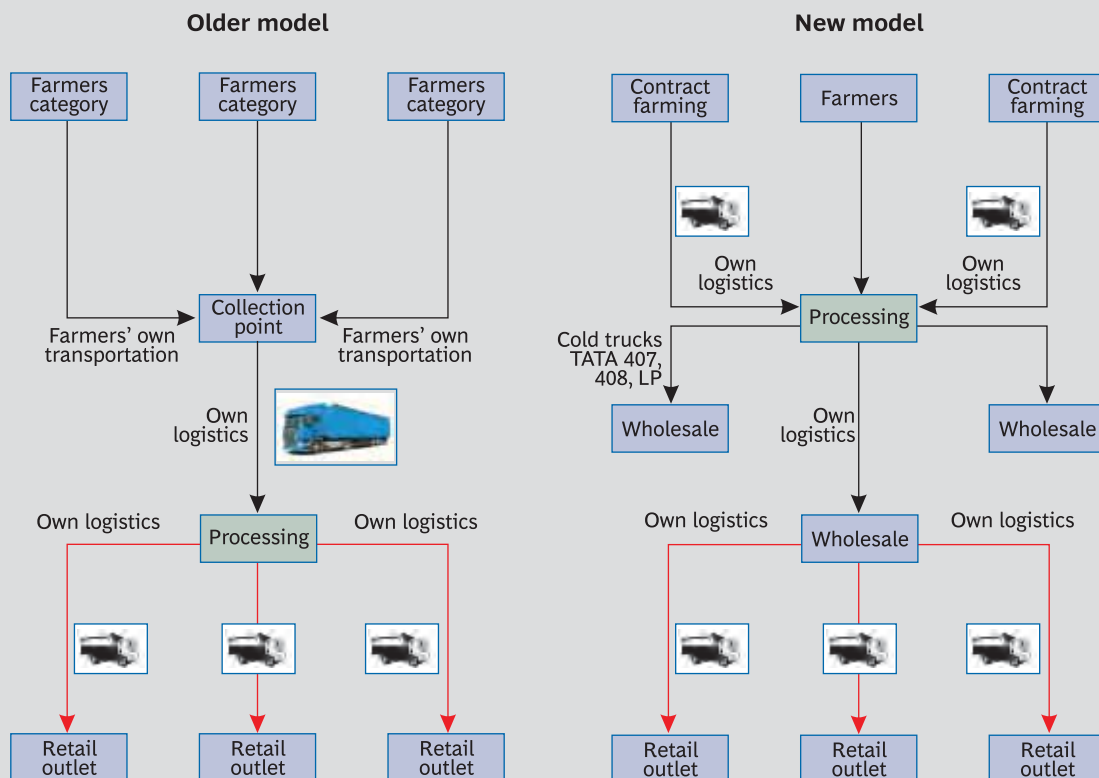 Older model
Farmers
category
Farmers
category
Farmers
category
Collection
point
Farmers’ own
transportation
Farmers’ own
transportation
Own
logistics
Own logistics
Processing
Own logistics
Retail
outlet
Retail
outlet
Retail
outlet
New model
Contract
farming
Farmers
Contract
farming
Own
logistics
Own
logistics
Processing
Cold trucks
TATA 407,
408, LP
Wholesale
Own
logistics
Wholesale
Own logistics
Wholesale
Own logistics
Retail
outlet
Retail
outlet
Retail
outlet